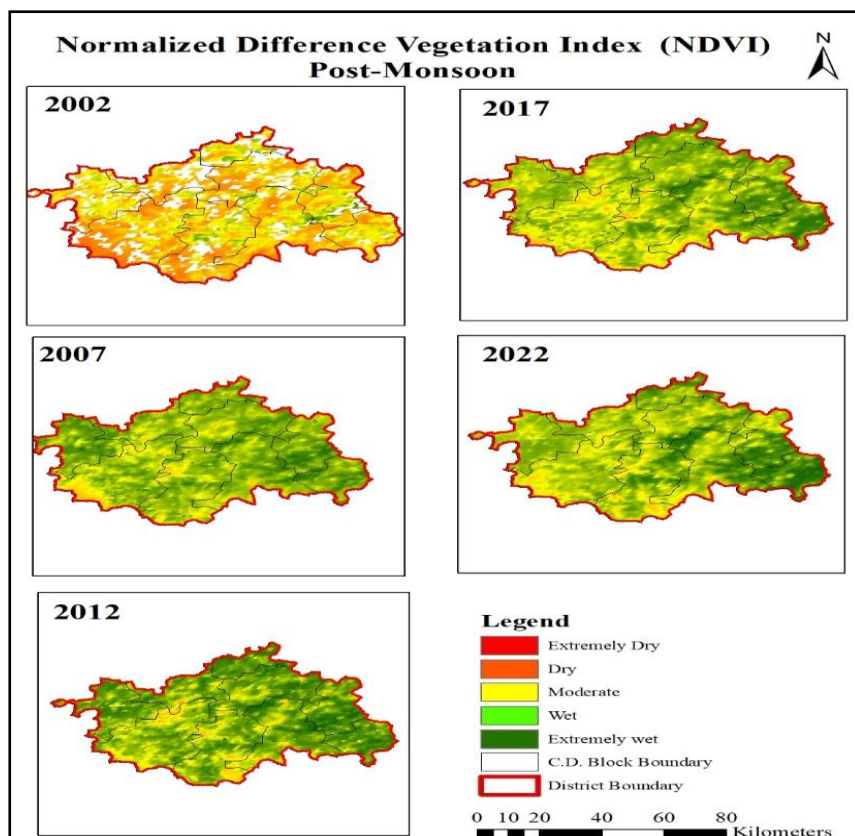 Normalized Difference Vegetation Index (NDVI)
Post-Monsoon
N
2002
2017
2007
2022
2012
Legend
Extremely Dry
Dry
Moderate
Wet
Extremely wet
C.D. Block Boundary
District Boundary
0 10 20 40 60 80
Kilometers